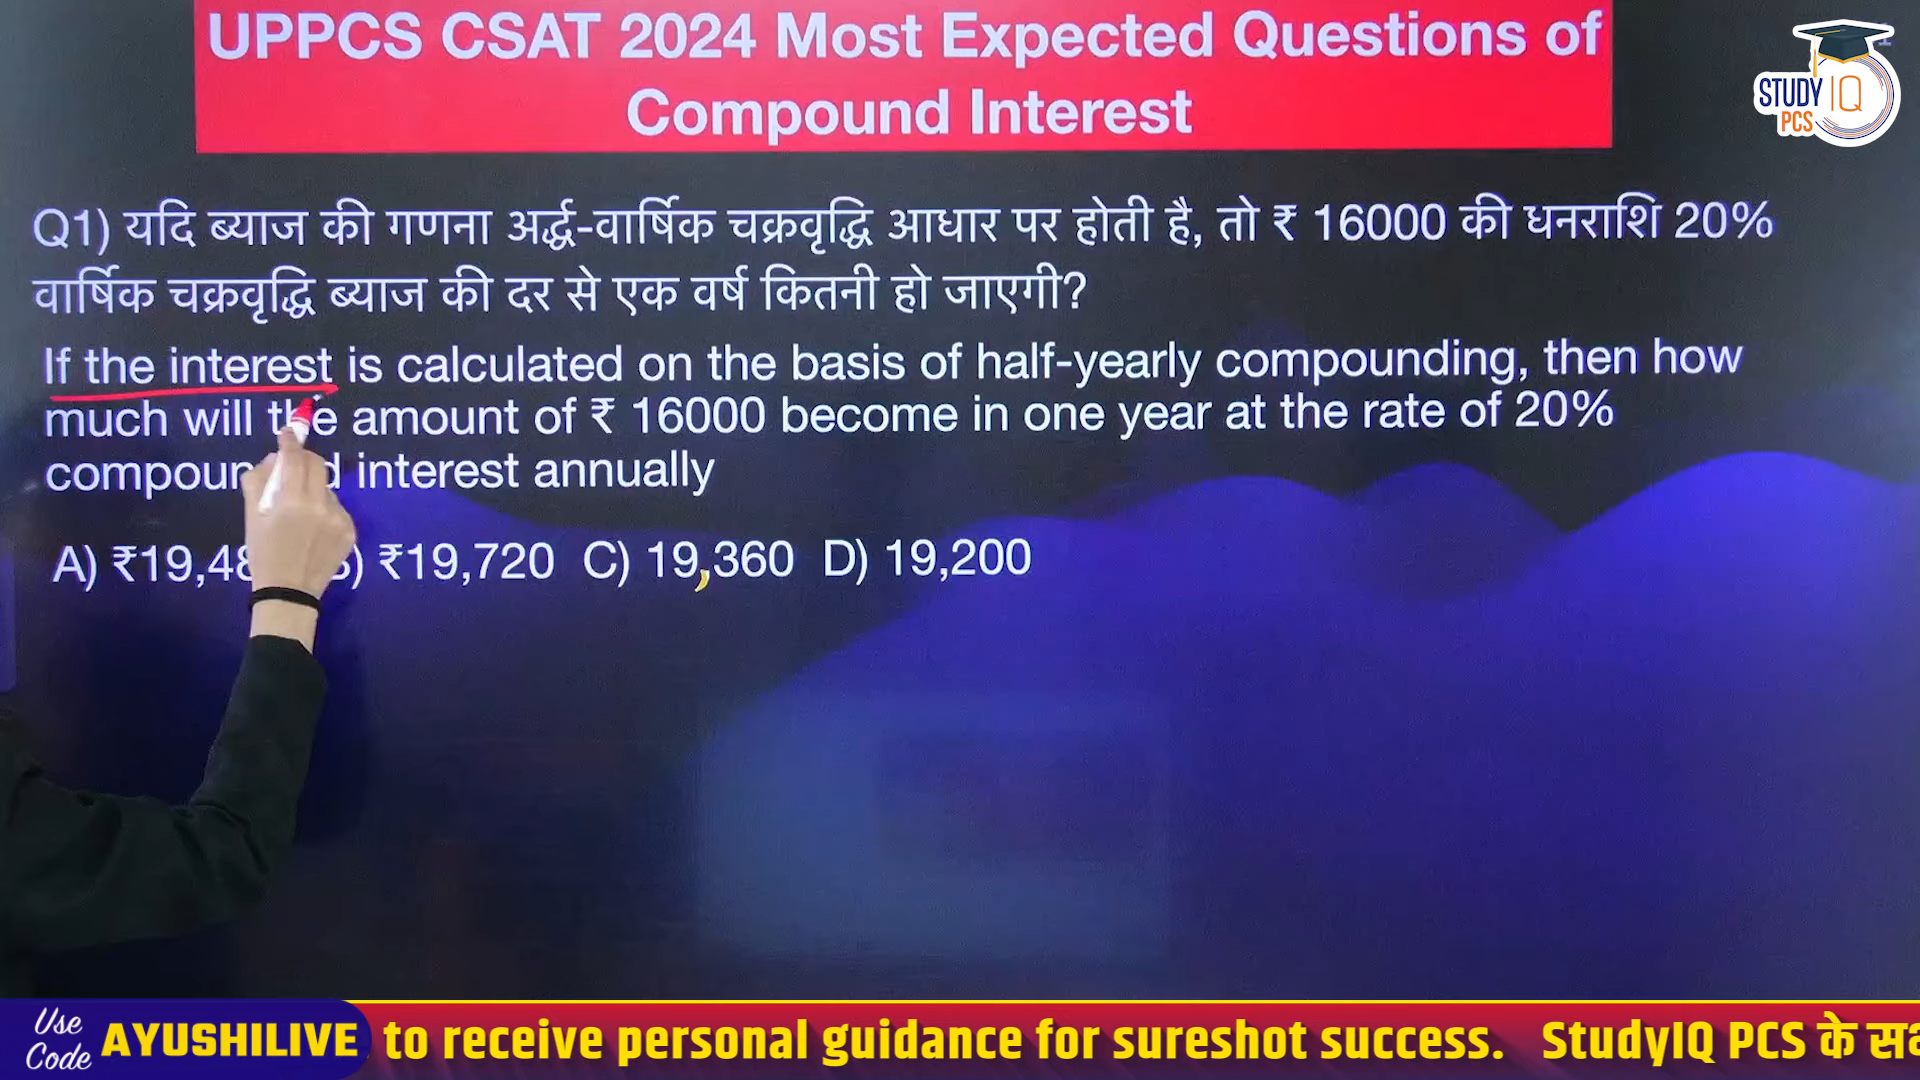 UPPCS CSAT 2024 Most Expected Questions of
Compound Interest
STUDY IQ
PCS
Q1) यदि ब्याज की गणना अर्द्ध-वार्षिक चक्रवृद्धि आधार पर होती है, तो ₹ 16000 की धनराशि 20%
वार्षिक चक्रवृद्धि ब्याज की दर से एक वर्ष कितनी हो जाएगी?
If the interest is calculated on the basis of half-yearly compounding, then how
much will the amount of ₹ 16000 become in one year at the rate of 20%
interest annually
A) ₹ ₹19,720 C) 19,360 D) 19,200
Use
Code
AYUSHILIVE to receive personal guidance for sureshot success. StudyIQ PCS के